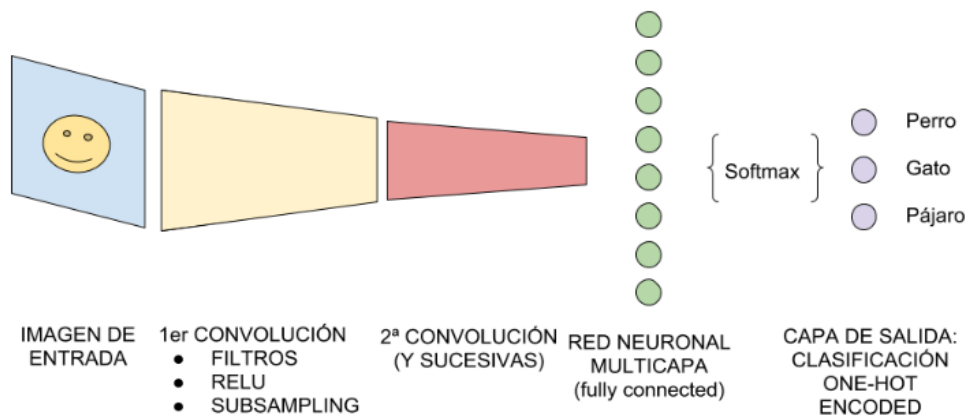 Perro
Softmax
Gato
Pájaro
IMAGEN DE
ENTRADA
1er CONVOLUCIÓN
● FILTROS
● RELU
● SUBSAMPLING
2ª CONVOLUCIÓN
(Y SUCESIVAS)
RED NEURONAL
MULTICAPA
(fully connected)
CAPA DE SALIDA:
CLASIFICACIÓN
ONE-HOT
ENCODED